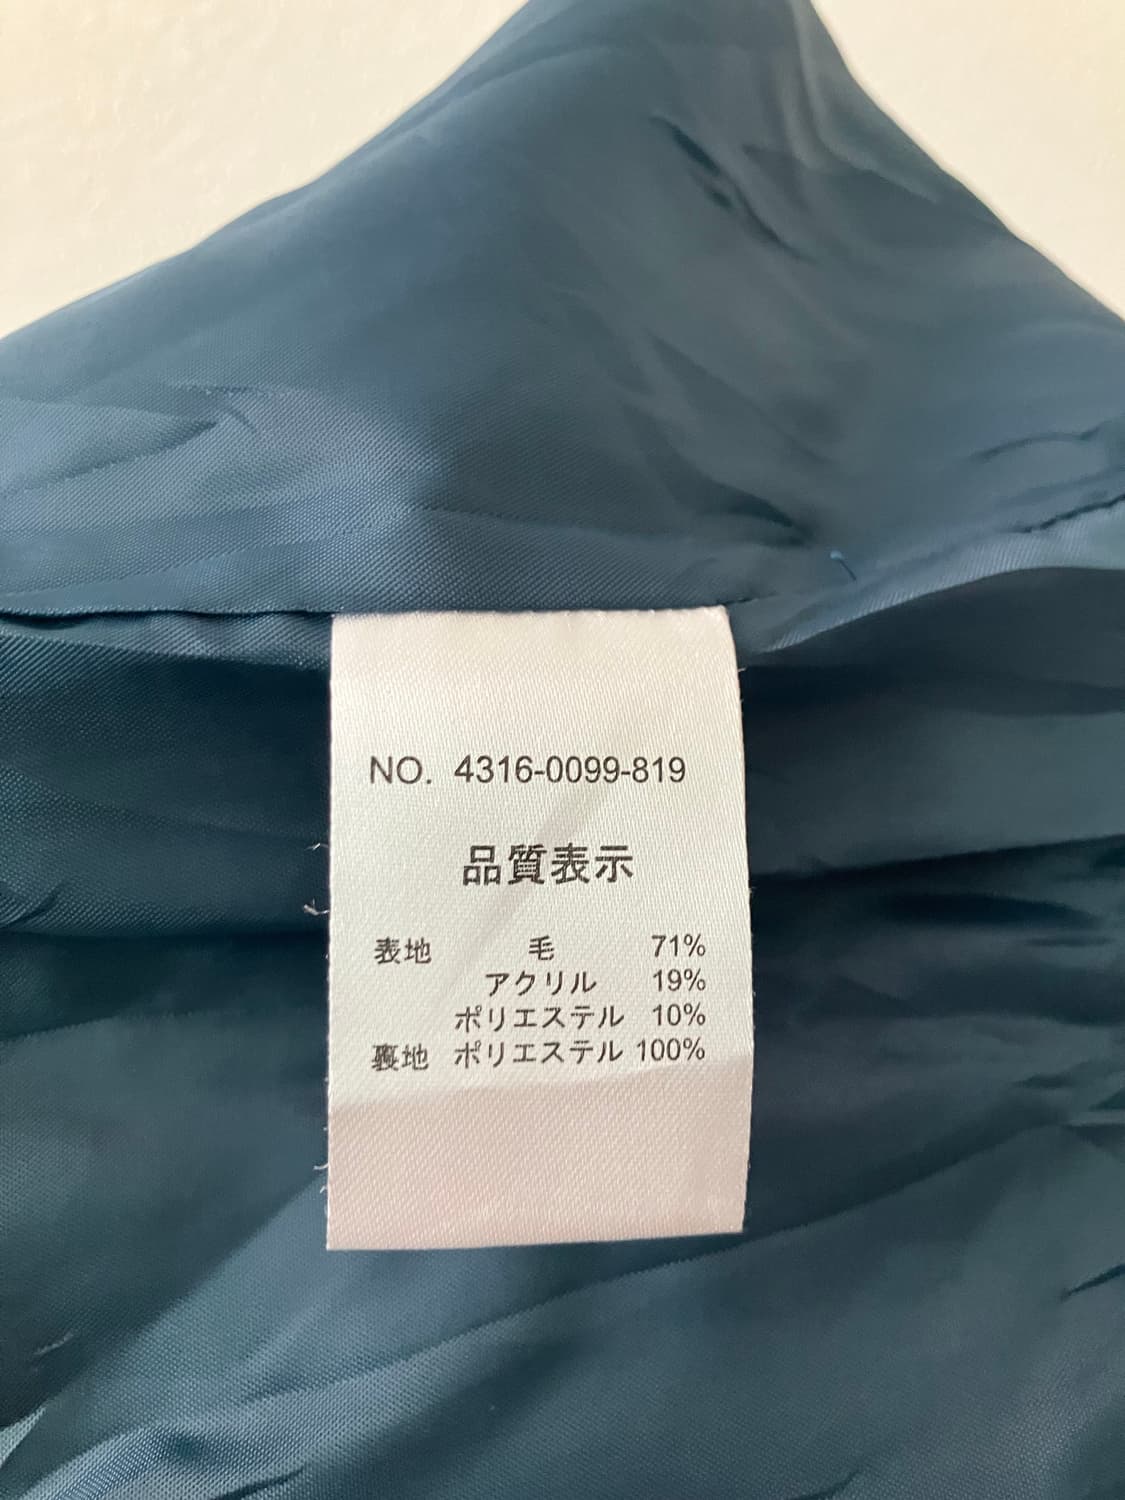 NO. 4316-0099-819
品質表示
表地 毛 71%
アクリル 19%
ポリエステル 10%
裏地 ポリエステル 100%